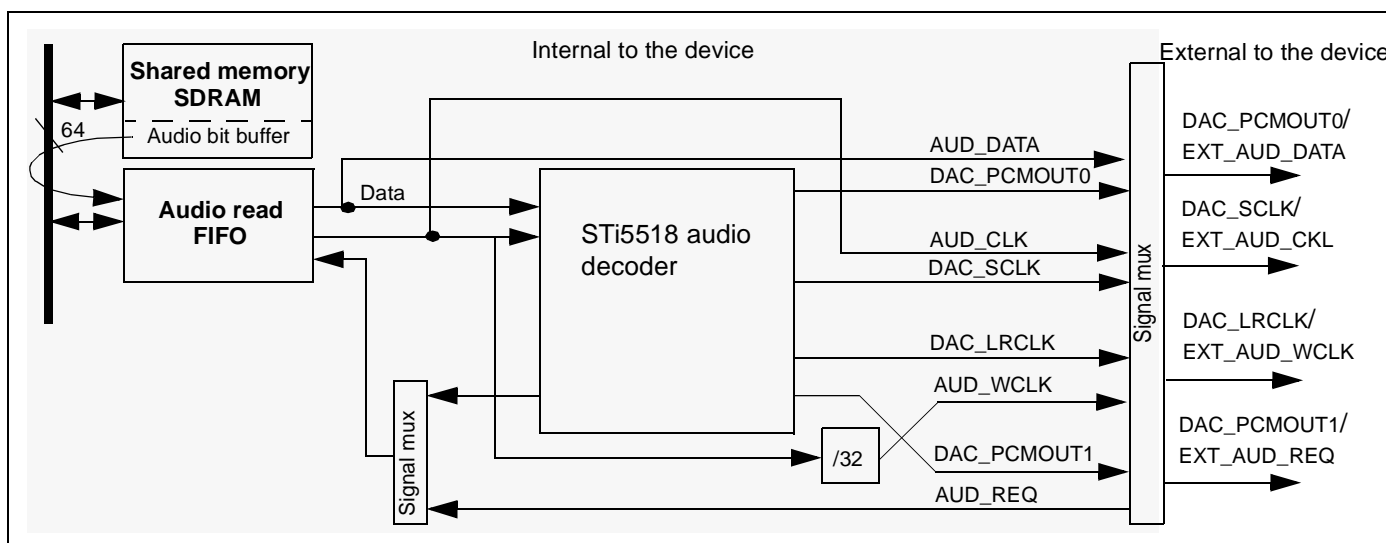 Internal to the device
External to the device
Shared memory
SDRAM
Audio bit buffer
64
Audio read
FIFO
Data
STi5518 audio
decoder
AUD_DATA
DAC_PCMOUT0
AUD_CLK
DAC_SCLK
DAC_LRCLK
AUD_WCLK
/32
DAC_PCMOUT1
AUD_REQ
Signal mux
Signal mux
DAC_PCMOUT0/
EXT_AUD_DATA
DAC_SCLK/
EXT_AUD_CKL
DAC_LRCLK/
EXT_AUD_WCLK
DAC_PCMOUT1/
EXT_AUD_REQ